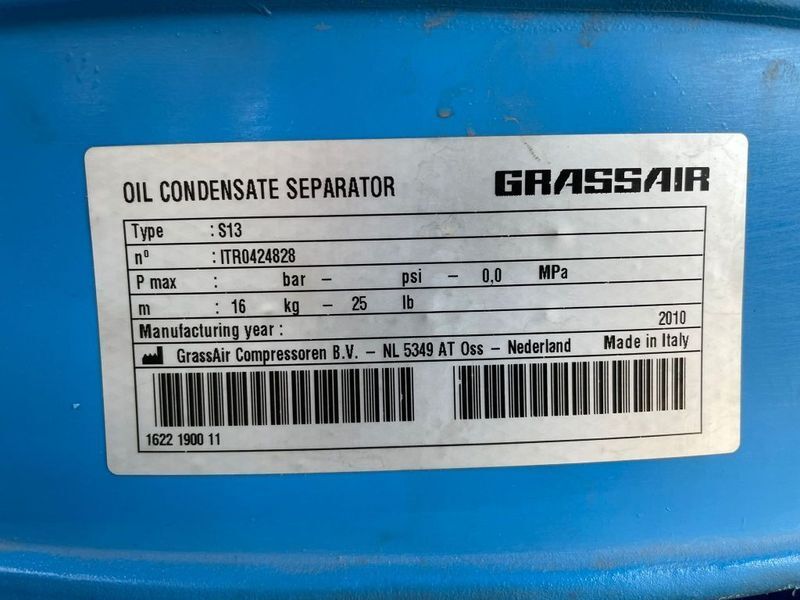 OIL CONDENSATE SEPARATOR GRASSAIR
Type : S13
nº : ITR0424828
P max : bar – psi – 0,0 MPa
m : 16 kg – 25 lb
Manufacturing year : 2010
GrassAir Compressoren B.V. – NL 5349 AT Oss – Nederland Made in Italy
1622 1900 11